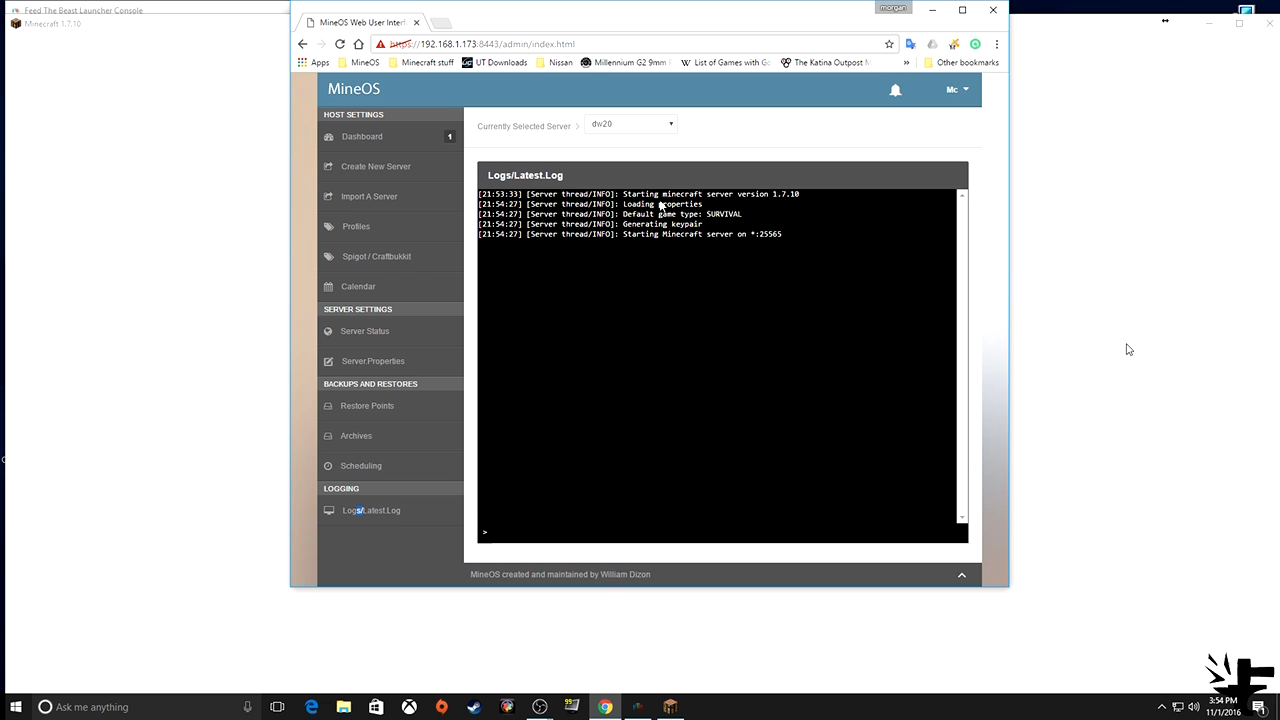 Feed The Beast Launcher Console
Minecraft 1.7.10
MineOS Web User Interf
morgan
https://192.168.1.173:8443/admin/index.html
Apps MineOS Minecraft stuff UT Downloads Nissan Millennium G2 9mm List of Games with Ge The Katina Outpost M » Other bookmarks
MineOS
Mc
HOST SETTINGS
Dashboard 1
Create New Server
Import A Server
Profiles
Spigot / Craftbukkit
Calendar
SERVER SETTINGS
Server Status
Server.Properties
BACKUPS AND RESTORES
Restore Points
Archives
Scheduling
LOGGING
Logs/Latest.Log
Currently Selected Server > dw20
Logs/Latest.Log
[21:53:33] [Server thread/INFO]: Starting minecraft server version 1.7.10
[21:54:27] [Server thread/INFO]: Loading properties
[21:54:27] [Server thread/INFO]: Default game type: SURVIVAL
[21:54:27] [Server thread/INFO]: Generating keypair
[21:54:27] [Server thread/INFO]: Starting Minecraft server on *:25565
>
MineOS created and maintained by William Dizon
Ask me anything
99+
3:54 PM
11/1/2016
1